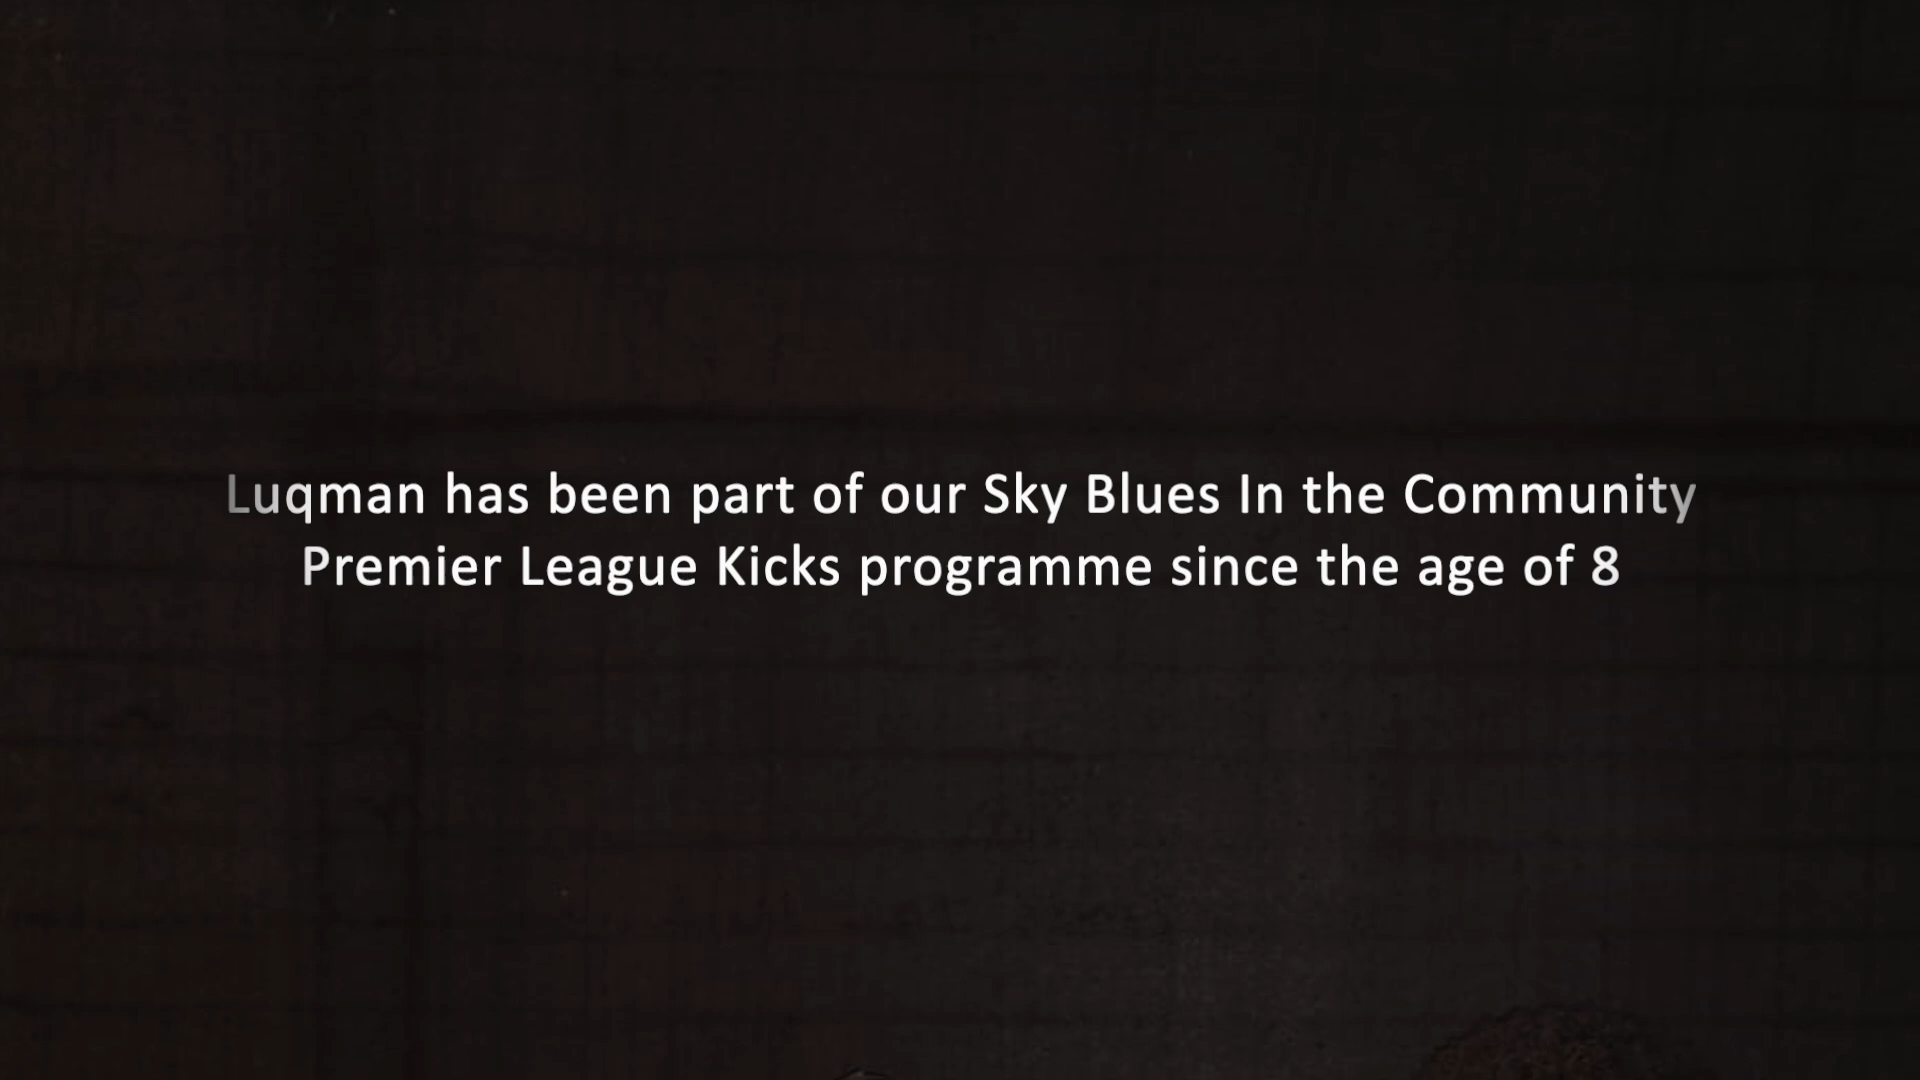 Luqman has been part of our Sky Blues In the Community
Premier League Kicks programme since the age of 8